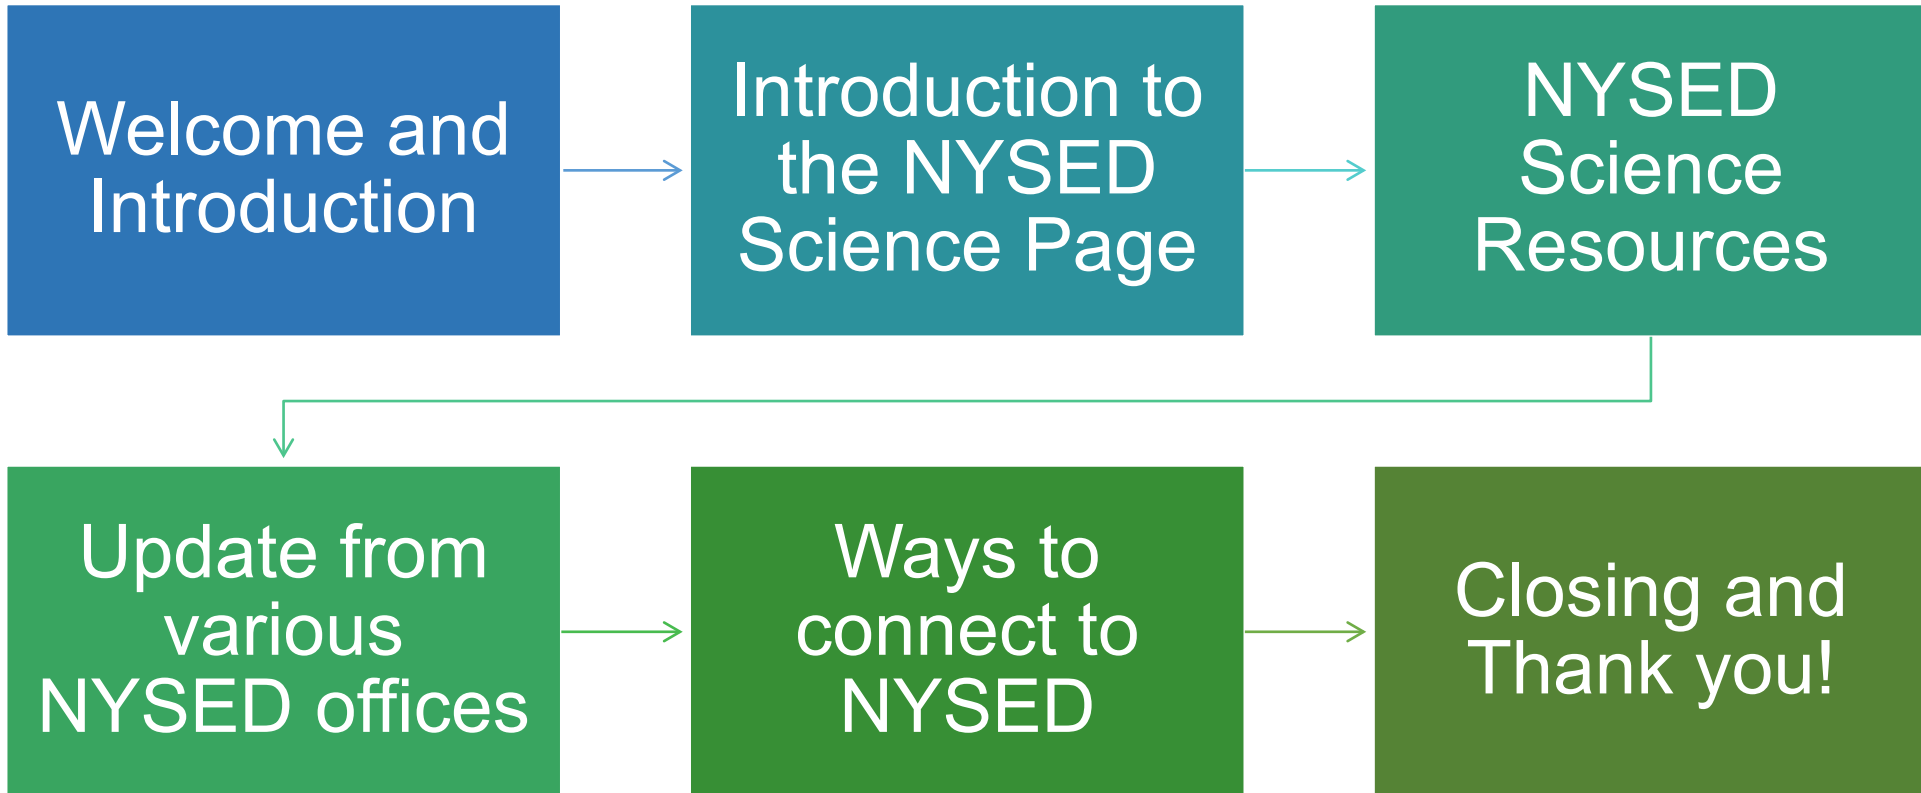 Welcome and
Introduction
Introduction to
the NYSED
Science Page
NYSED
Science
Resources
Update from
various
NYSED offices
Ways to
connect to
NYSED
Closing and
Thank you!